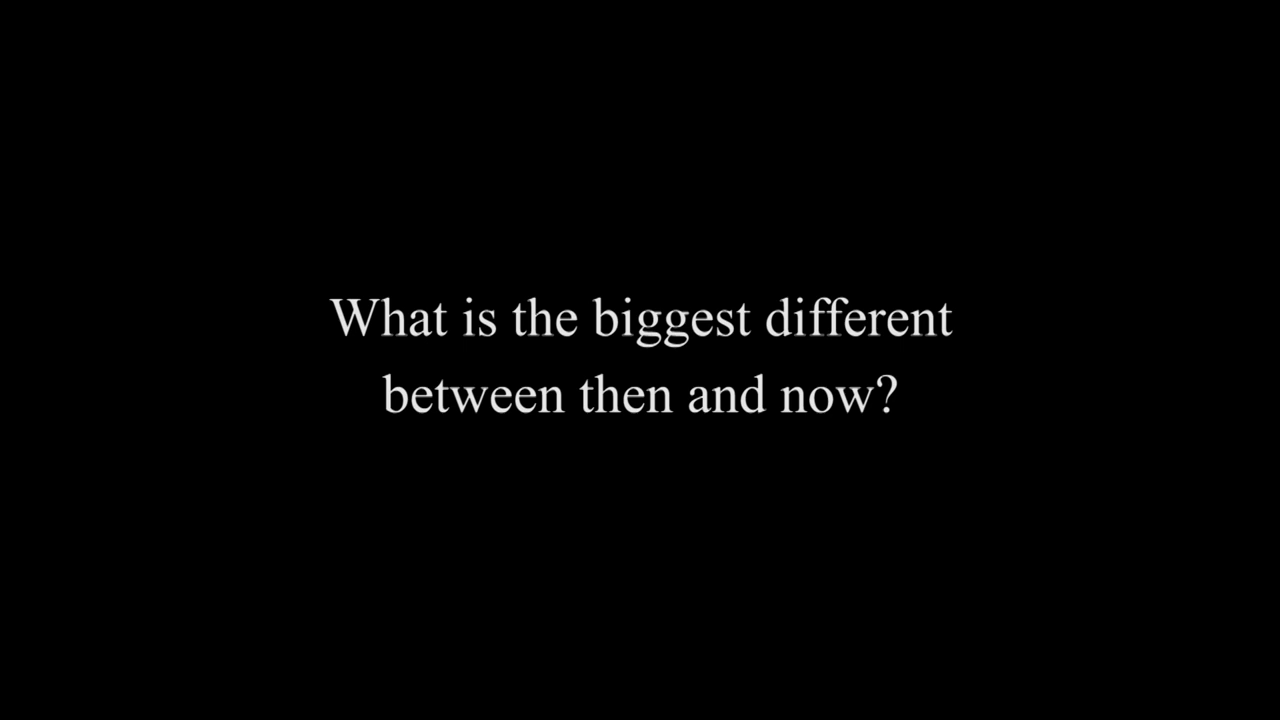 What is the biggest different
between then and now?